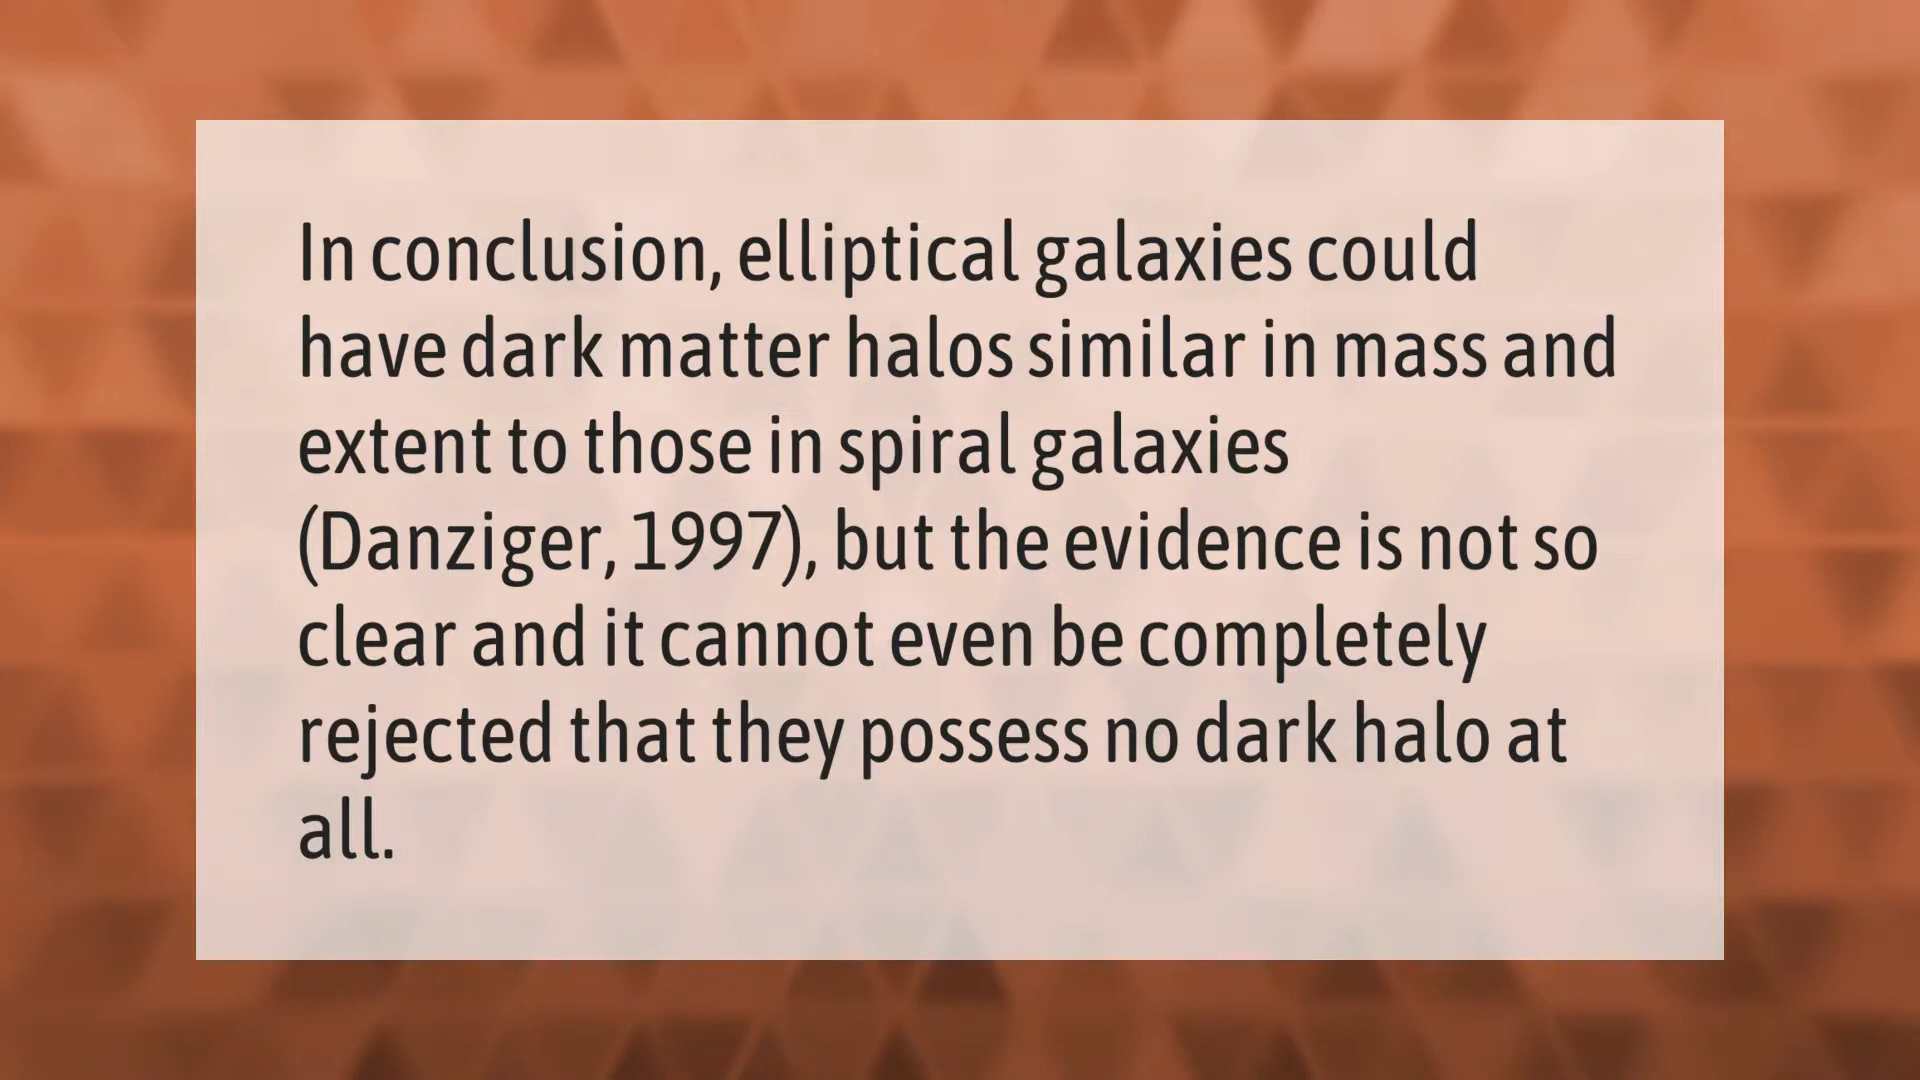 In conclusion, elliptical galaxies could
have dark matter halos similar in mass and
extent to those in spiral galaxies
(Danziger, 1997), but the evidence is not so
clear and it cannot even be completely
rejected that they possess no dark halo at
all.